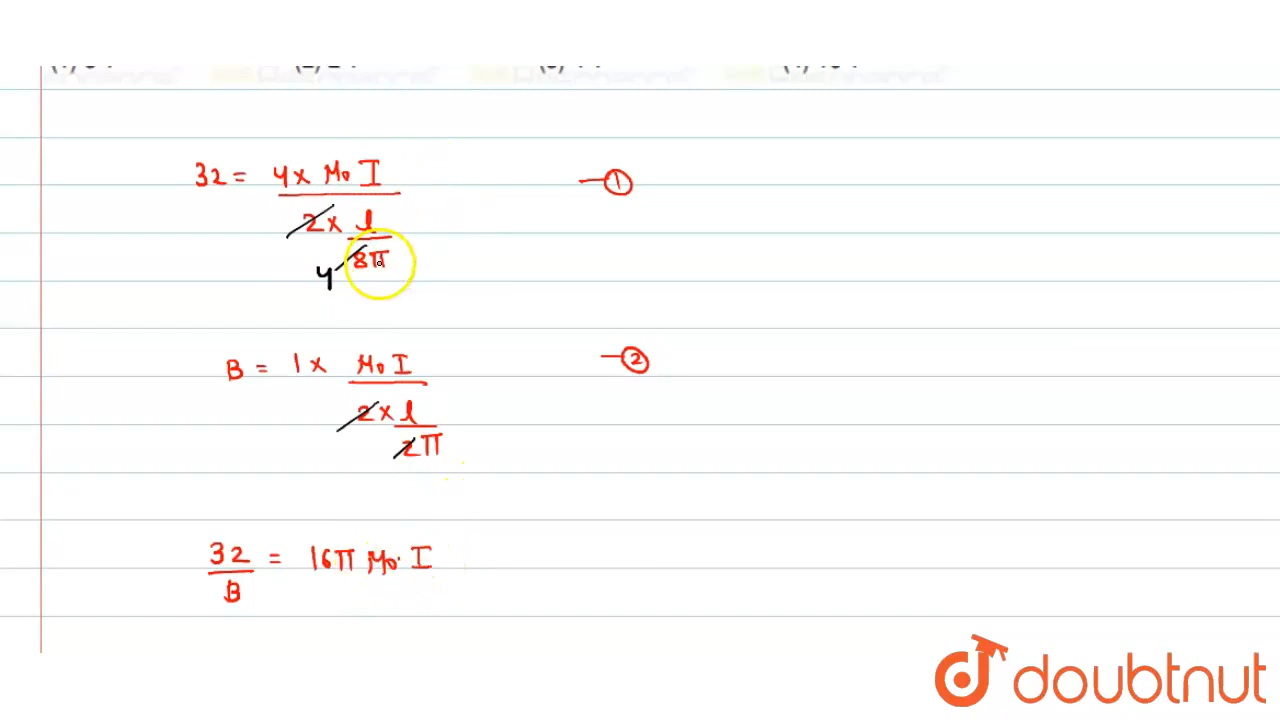 32 = 4 x μ₀ I —①
2 x l
8π
4
B = 1 x μ₀ I —②
2 x l
2π
32 = 16π μ₀. I
B
doubtnut